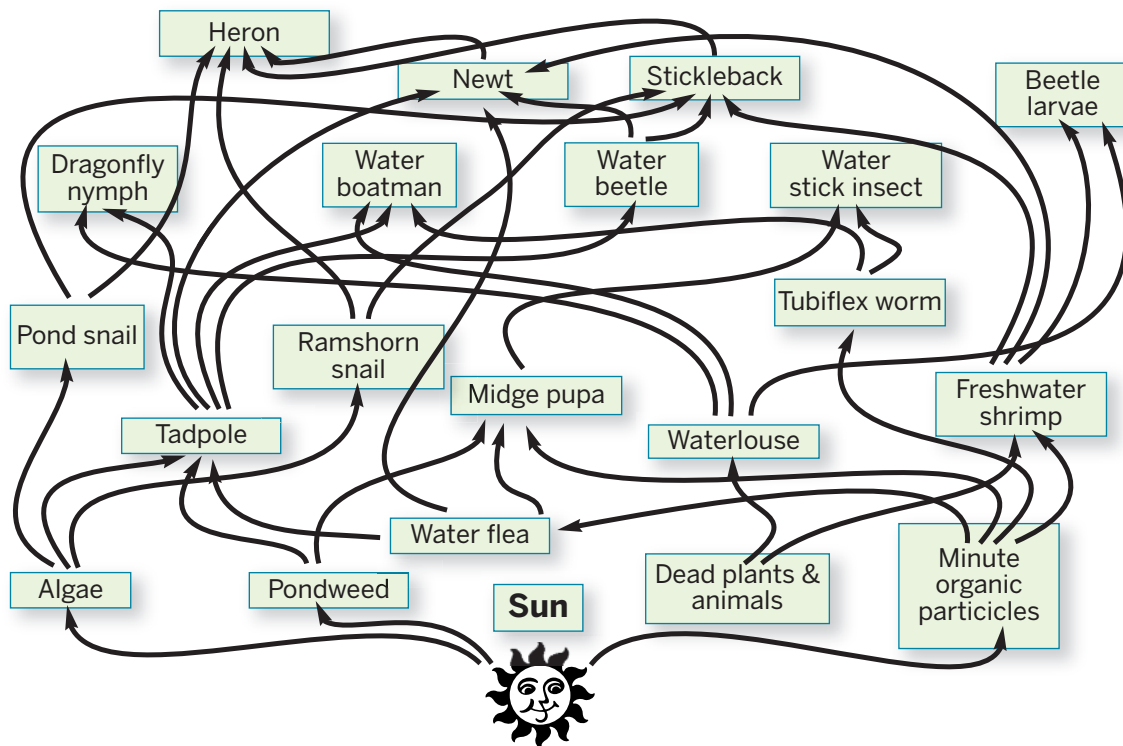 Heron
Newt
Stickleback
Beetle
larvae
Dragonfly
nymph
Water
boatman
Water
beetle
Water
stick insect
Pond snail
Ramshorn
snail
Tubiflex worm
Midge pupa
Freshwater
shrimp
Tadpole
Waterlouse
Water flea
Algae
Pondweed
Sun
Dead plants &
animals
Minute
organic
particicles